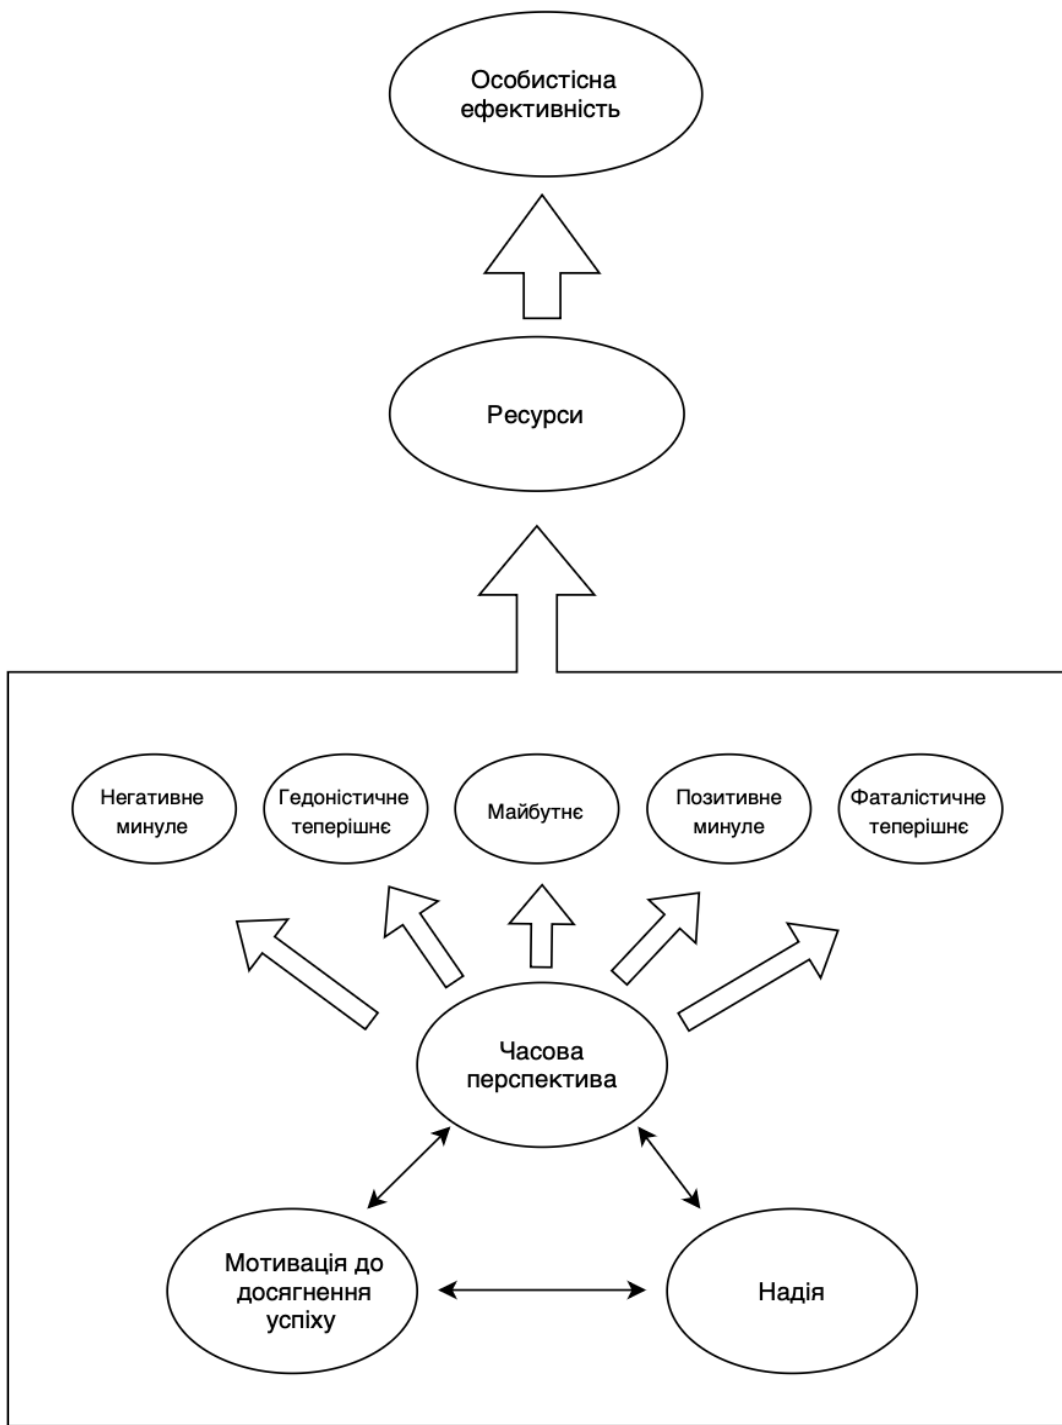 Особистісна
ефективність
Ресурси
Негативне
минуле
Гедоністичне
теперішнє
Майбутнє
Позитивне
минуле
Фаталістичне
теперішнє
Часова
перспектива
Мотивація до
досягнення
успіху
Надія